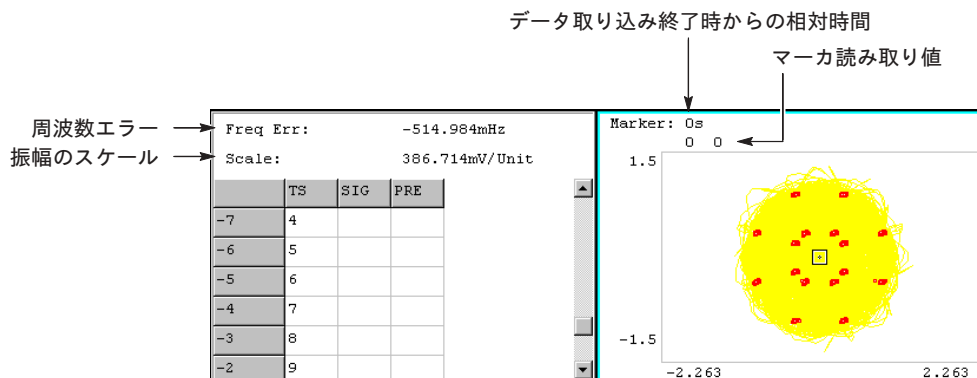 データ取り込み終了時からの相対時間
マーカ読み取り値
周波数エラー
振幅のスケール
Freq Err: -514.984mHz
Scale: 386.714mV/Unit
TS SIG PRE
-7 4
-6 5
-5 6
-4 7
-3 8
-2 9
Marker: 0s
0 0
1.5
-1.5
-2.263 2.263